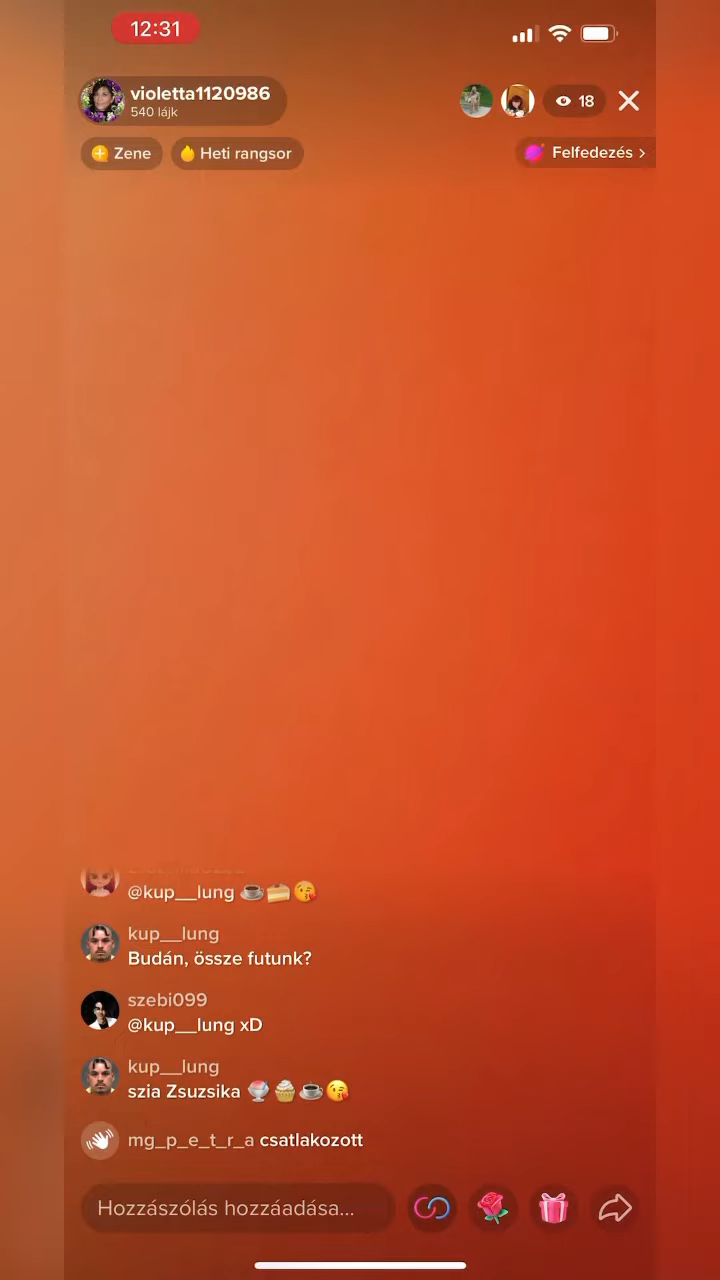 12:31
violetta1120986
540 lájk
18
Zene
Heti rangsor
Felfedezés >
@kup__lung ☕🍰😘
kup__lung
Budán, össze futunk?
szebi099
@kup__lung xD
kup__lung
szia Zsuzsika 🍧🧁☕😘
mg_p_e_t_r_a csatlakozott
Hozzászólás hozzáadása...